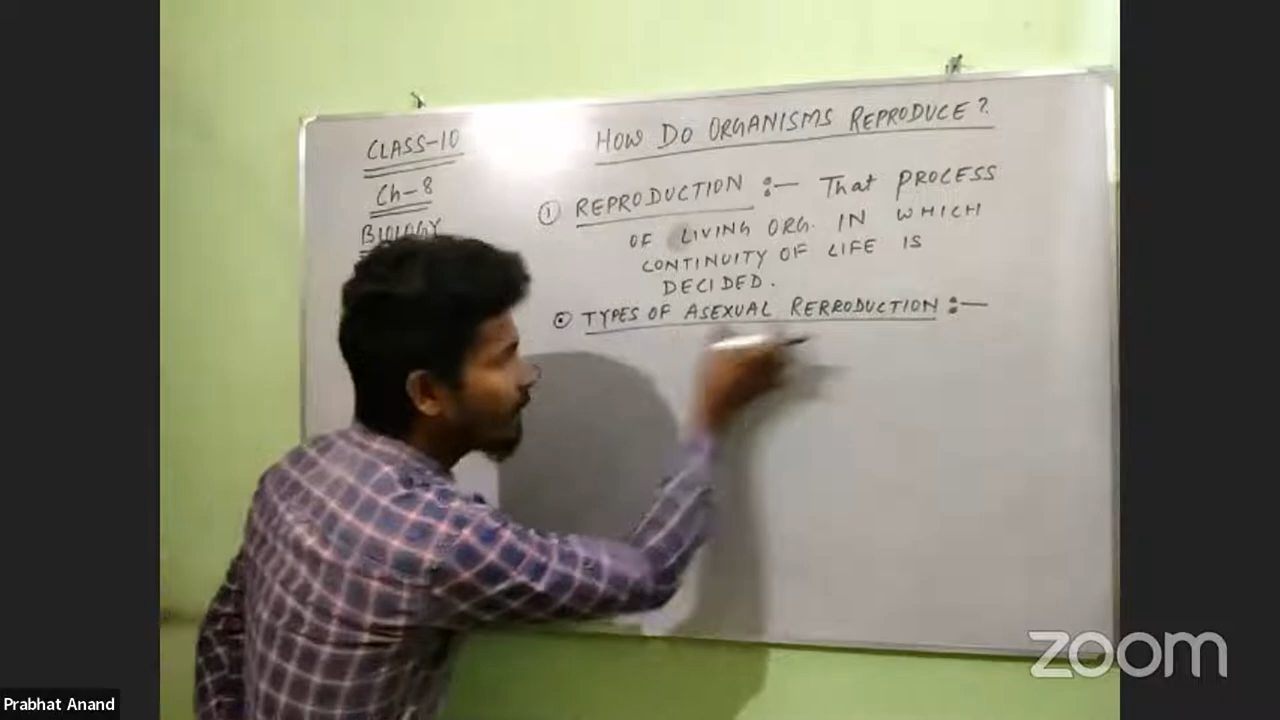 CLASS-10
Ch-8
BIOLOGY
HOW DO ORGANISMS REPRODUCE?
① REPRODUCTION :— That PROCESS
OF LIVING ORG. IN WHICH
CONTINUITY OF LIFE IS
DECIDED.
⊙ TYPES OF ASEXUAL RERRODUCTION :—
zoom
Prabhat Anand